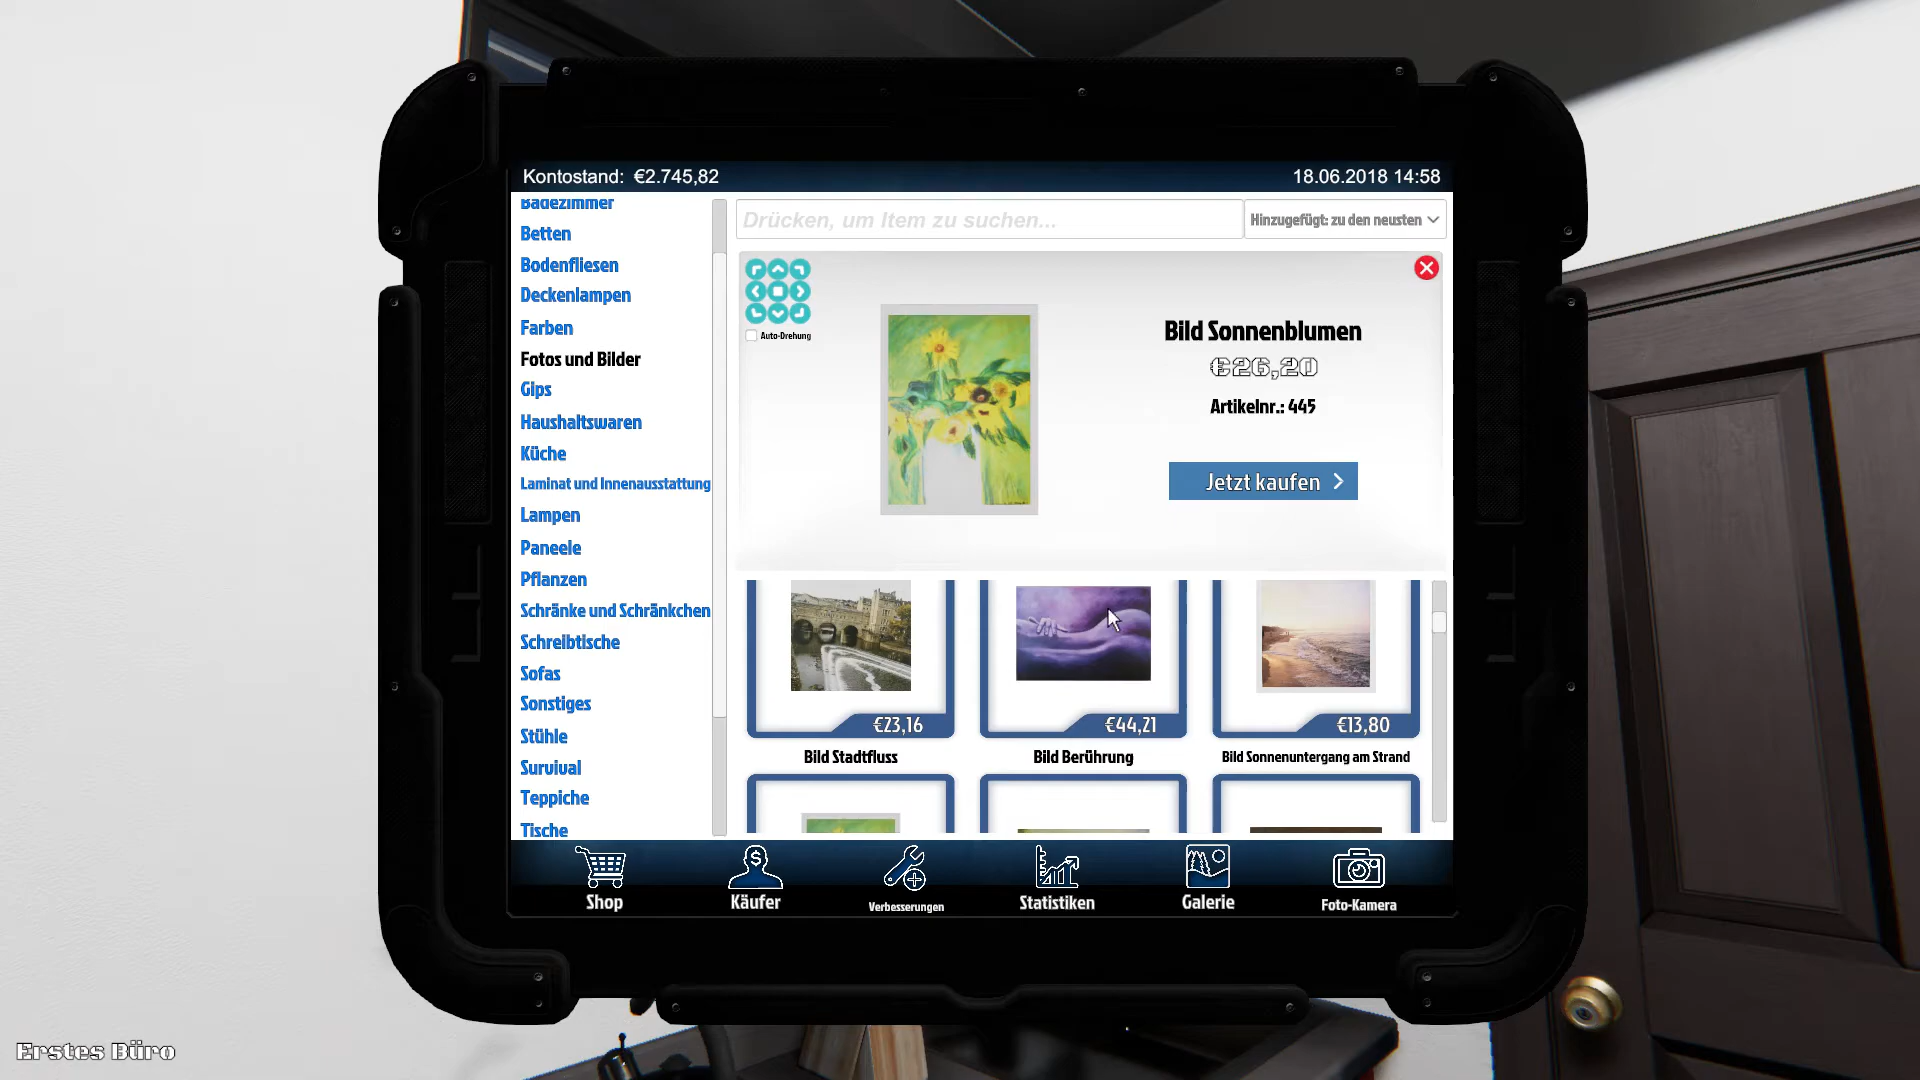 Kontostand: €2.745,82
18.06.2018 14:58
Badezimmer
Betten
Bodenfliesen
Deckenlampen
Farben
Fotos und Bilder
Gips
Haushaltswaren
Küche
Laminat und Innenausstattung
Lampen
Paneele
Pflanzen
Schränke und Schränkchen
Schreibtische
Sofas
Sonstiges
Stühle
Survival
Teppiche
Tische
Drücken, um Item zu suchen...
Hinzugefügt: zu den neusten
Auto-Drehung
Bild Sonnenblumen
€26,20
Artikelnr.: 445
Jetzt kaufen
€23,16
€44,21
€13,80
Bild Stadtfluss
Bild Berührung
Bild Sonnenuntergang am Strand
Shop
Käufer
Verbesserungen
Statistiken
Galerie
Foto-Kamera
Erstes Büro